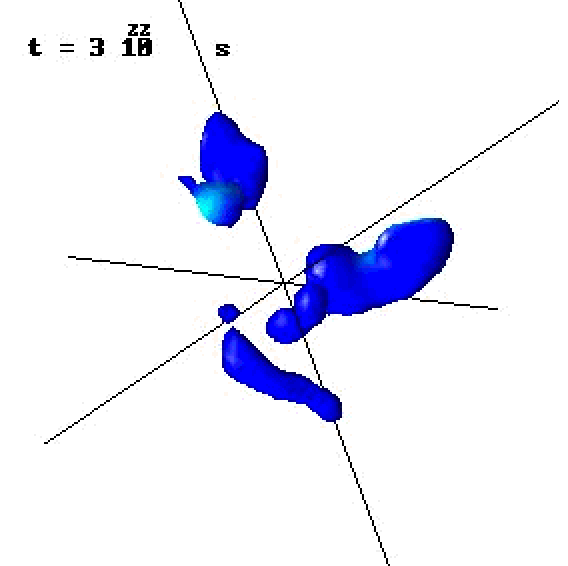 t = 3 10²² s